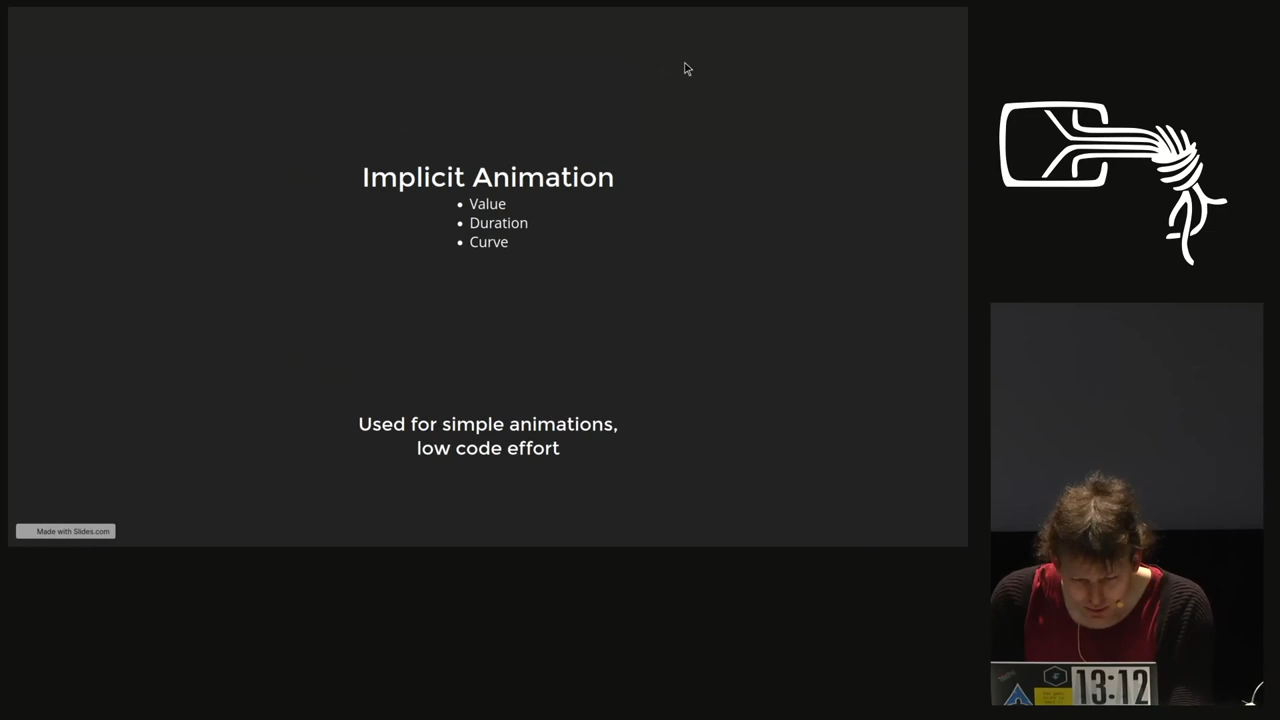 Implicit Animation
• Value
• Duration
• Curve
Used for simple animations,
low code effort
Made with Slides.com
13:12